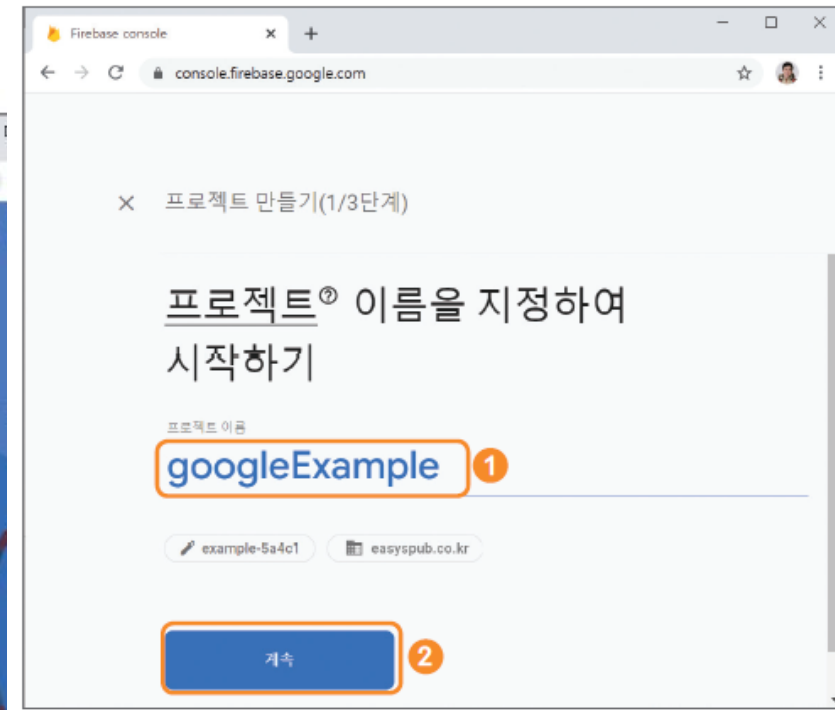 Firebase console
console.firebase.google.com
프로젝트 만들기(1/3단계)
프로젝트 이름을 지정하여
시작하기
프로젝트 이름
googleExample
1
example-5a4c1
easyspub.co.kr
계속
2